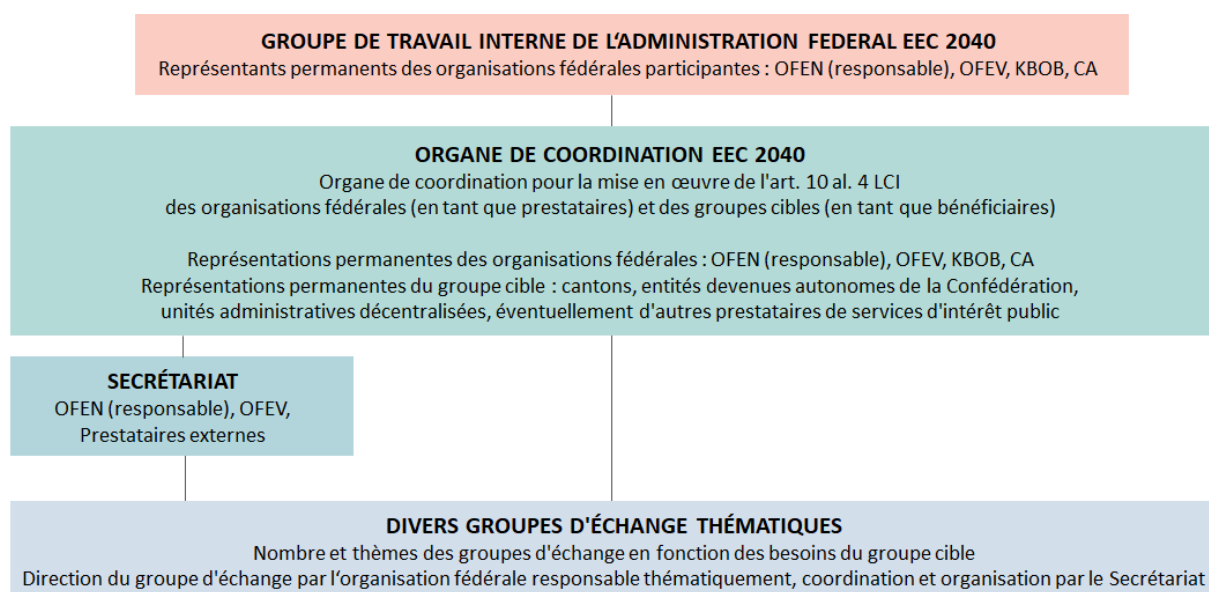 GROUPE DE TRAVAIL INTERNE DE L‘ADMINISTRATION FEDERAL EEC 2040
Représentants permanents des organisations fédérales participantes : OFEN (responsable), OFEV, KBOB, CA
ORGANE DE COORDINATION EEC 2040
Organe de coordination pour la mise en œuvre de l'art. 10 al. 4 LCI
des organisations fédérales (en tant que prestataires) et des groupes cibles (en tant que bénéficiaires)
Représentations permanentes des organisations fédérales : OFEN (responsable), OFEV, KBOB, CA
Représentations permanentes du groupe cible : cantons, entités devenues autonomes de la Confédération,
unités administratives décentralisées, éventuellement d'autres prestataires de services d'intérêt public
SECRÉTARIAT
OFEN (responsable), OFEV,
Prestataires externes
DIVERS GROUPES D'ÉCHANGE THÉMATIQUES
Nombre et thèmes des groupes d'échange en fonction des besoins du groupe cible
Direction du groupe d'échange par l‘organisation fédérale responsable thématiquement, coordination et organisation par le Secrétariat